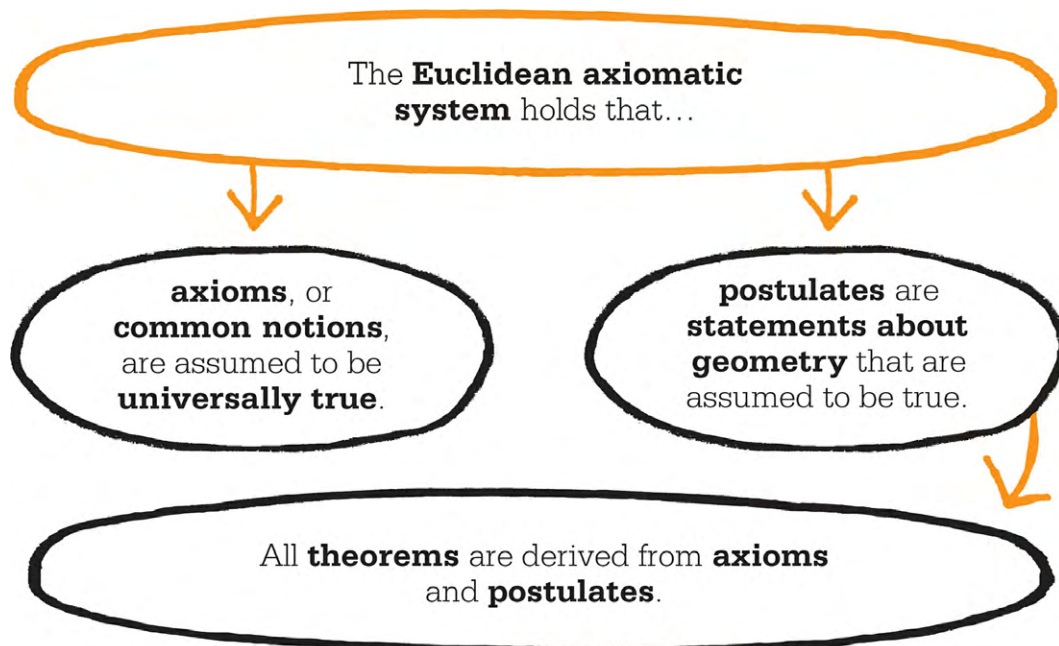 The Euclidean axiomatic
system holds that…
axioms, or
common notions,
are assumed to be
universally true.
postulates are
statements about
geometry that are
assumed to be true.
All theorems are derived from axioms
and postulates.